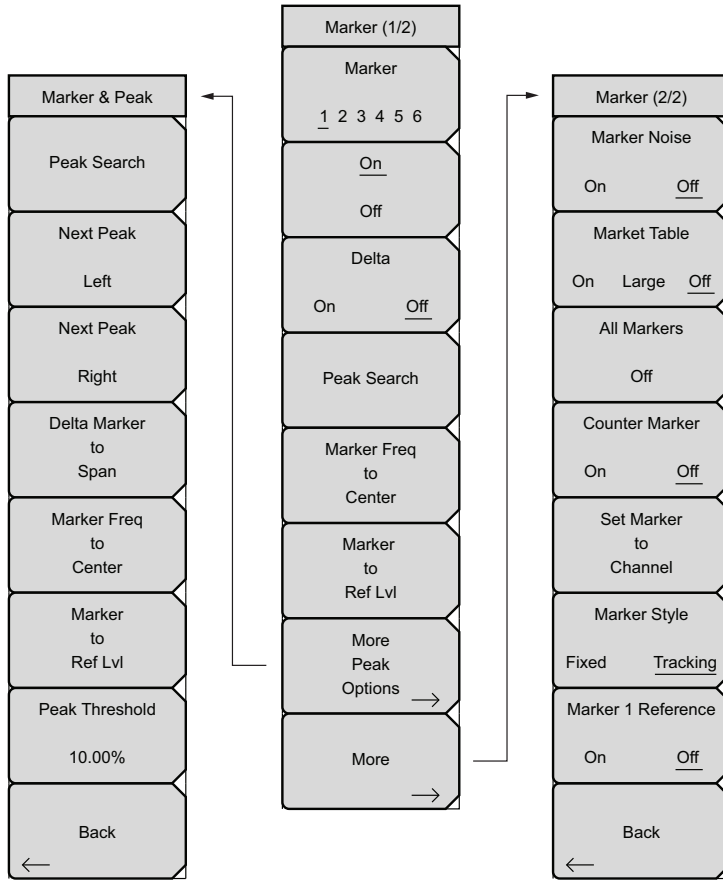 Marker & Peak
Peak Search
Next Peak
Left
Next Peak
Right
Delta Marker
to
Span
Marker Freq
to
Center
Marker
to
Ref Lvl
Peak Threshold
10.00%
Back
Marker (1/2)
Marker
1 2 3 4 5 6
On
Off
Delta
On Off
Peak Search
Marker Freq
to
Center
Marker
to
Ref Lvl
More
Peak
Options
More
Marker (2/2)
Marker Noise
On Off
Market Table
On Large Off
All Markers
Off
Counter Marker
On Off
Set Marker
to
Channel
Marker Style
Fixed Tracking
Marker 1 Reference
On Off
Back